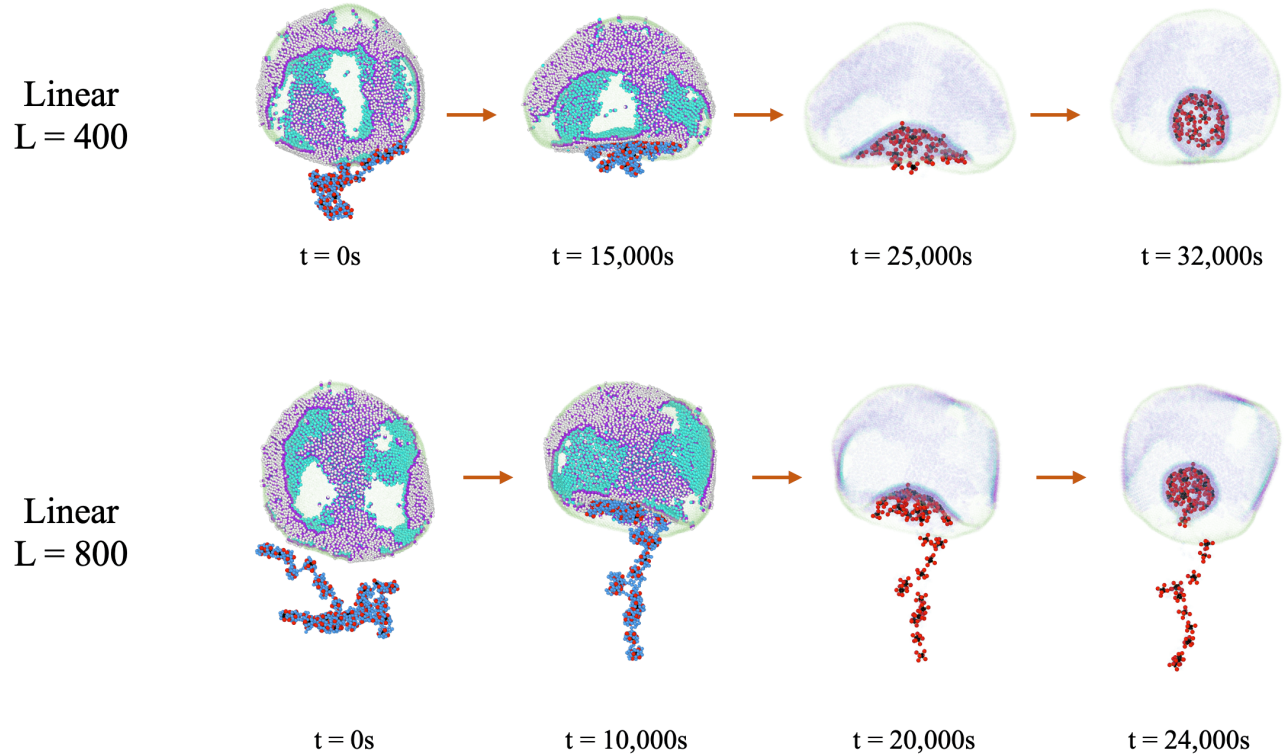 Linear
L = 400
t = 0s
t = 15,000s
t = 25,000s
t = 32,000s
Linear
L = 800
t = 0s
t = 10,000s
t = 20,000s
t = 24,000s